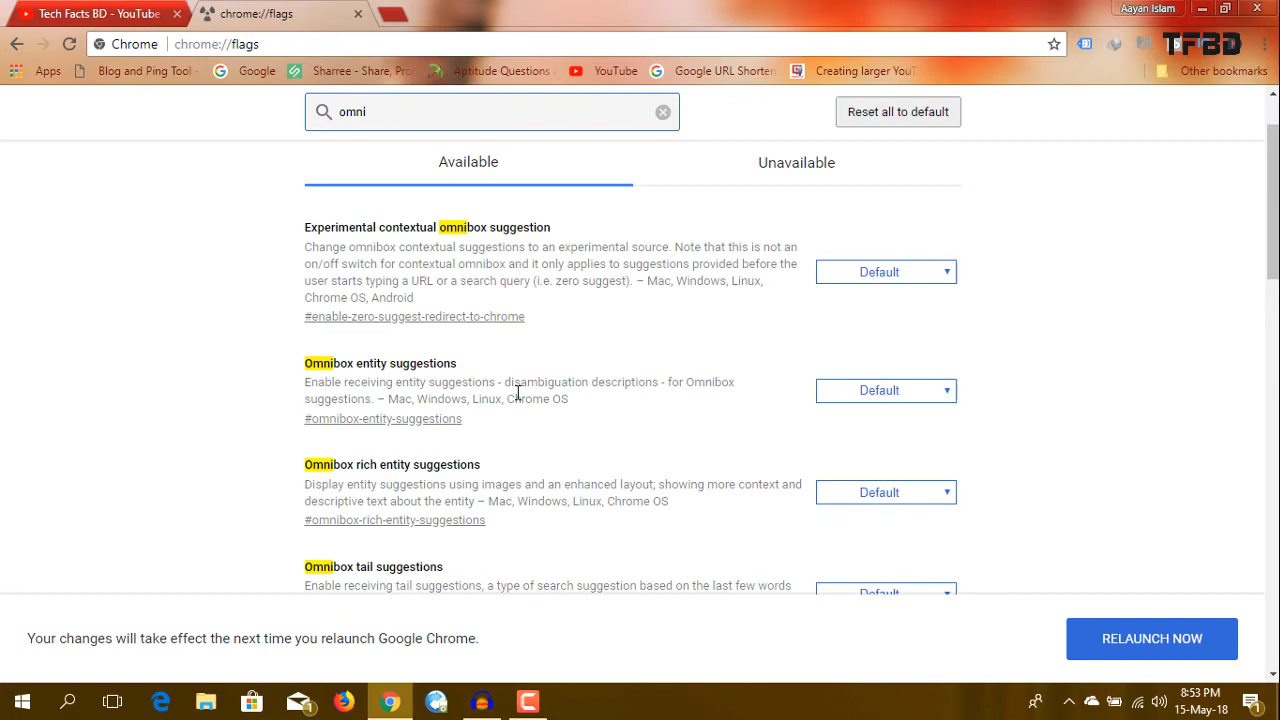 Tech Facts BD - YouTube
chrome://flags
Aayan Islam
Chrome
chrome://flags
TFBD
Apps
Blog and Ping Tool -
Google
Sharree - Share, Pro
Aptitude Questions
YouTube
Google URL Shorten
Creating larger YouT
Other bookmarks
omni
Reset all to default
Available
Unavailable
Experimental contextual omnibox suggestion
Change omnibox contextual suggestions to an experimental source. Note that this is not an
on/off switch for contextual omnibox and it only applies to suggestions provided before the
user starts typing a URL or a search query (i.e. zero suggest). – Mac, Windows, Linux,
Chrome OS, Android
#enable-zero-suggest-redirect-to-chrome
Default
Omnibox entity suggestions
Enable receiving entity suggestions - disambiguation descriptions - for Omnibox
suggestions. – Mac, Windows, Linux, Chrome OS
#omnibox-entity-suggestions
Default
Omnibox rich entity suggestions
Display entity suggestions using images and an enhanced layout; showing more context and
descriptive text about the entity – Mac, Windows, Linux, Chrome OS
#omnibox-rich-entity-suggestions
Default
Omnibox tail suggestions
Enable receiving tail suggestions, a type of search suggestion based on the last few words
Default
Your changes will take effect the next time you relaunch Google Chrome.
RELAUNCH NOW
1
8:53 PM
15-May-18
1